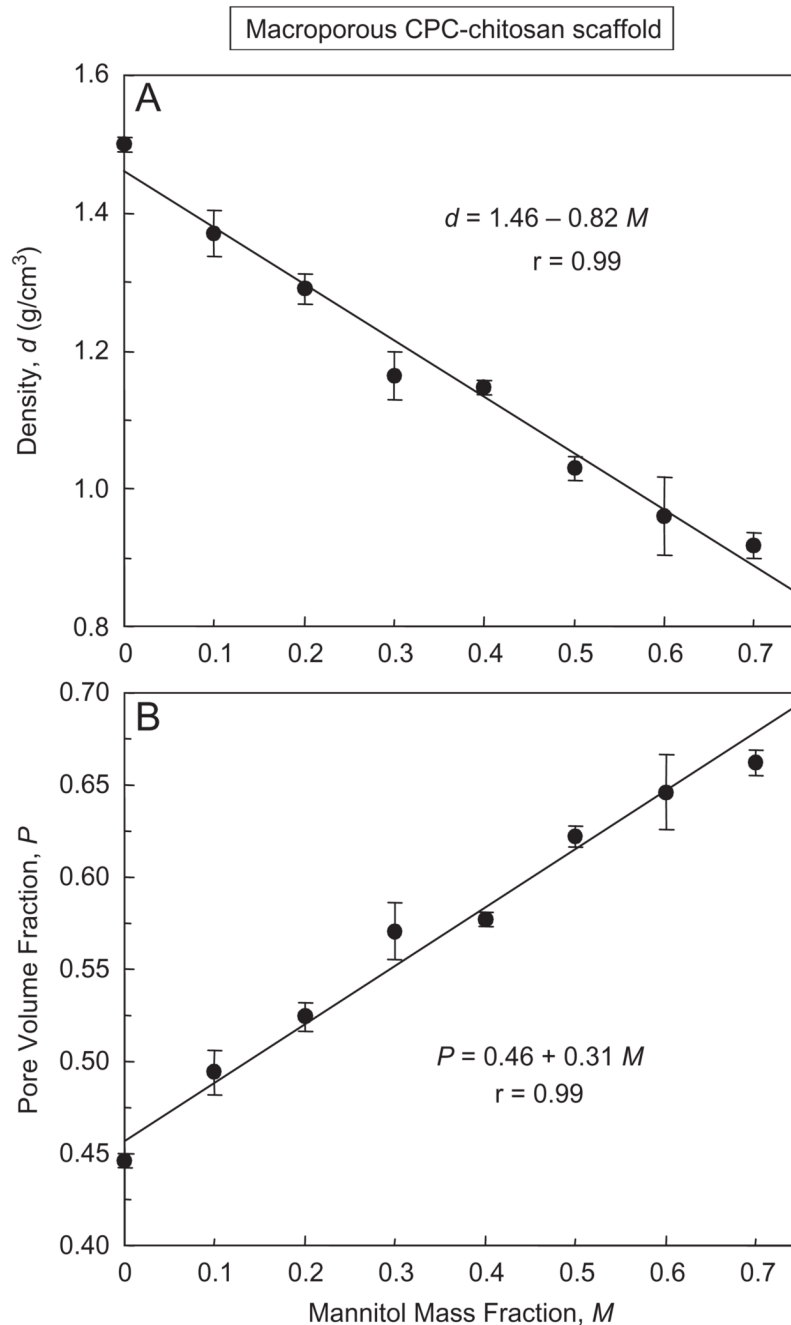 Macroporous CPC-chitosan scaffold
A
1.6
1.4
1.2
1.0
0.8
Density, d (g/cm³)
d = 1.46 – 0.82 M
r = 0.99
0 0.1 0.2 0.3 0.4 0.5 0.6 0.7
B
0.70
0.65
0.60
0.55
0.50
0.45
0.40
Pore Volume Fraction, P
P = 0.46 + 0.31 M
r = 0.99
0 0.1 0.2 0.3 0.4 0.5 0.6 0.7
Mannitol Mass Fraction, M